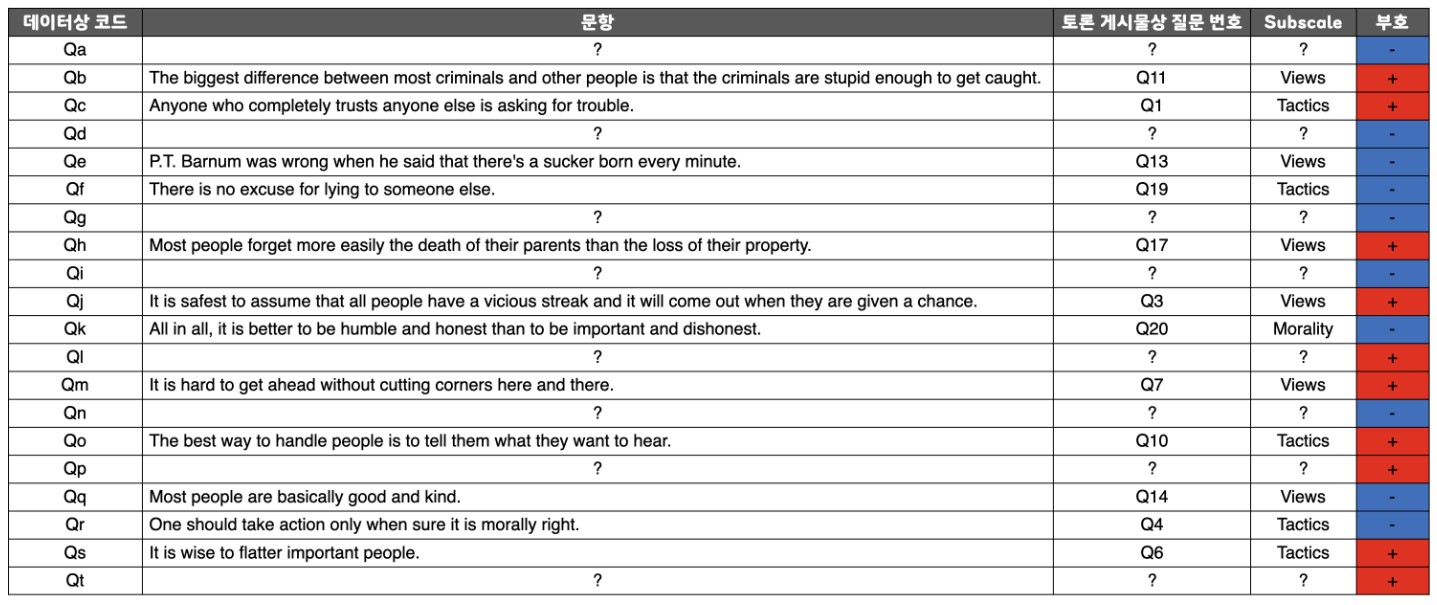 데이터상 코드 문항 토론 게시물상 질문 번호 Subscale 부호
Qa ? ? ? -
Qb The biggest difference between most criminals and other people is that the criminals are stupid enough to get caught. Q11 Views +
Qc Anyone who completely trusts anyone else is asking for trouble. Q1 Tactics +
Qd ? ? ? -
Qe P.T. Barnum was wrong when he said that there's a sucker born every minute. Q13 Views -
Qf There is no excuse for lying to someone else. Q19 Tactics -
Qg ? ? ? -
Qh Most people forget more easily the death of their parents than the loss of their property. Q17 Views +
Qi ? ? ? -
Qj It is safest to assume that all people have a vicious streak and it will come out when they are given a chance. Q3 Views +
Qk All in all, it is better to be humble and honest than to be important and dishonest. Q20 Morality -
Ql ? ? ? +
Qm It is hard to get ahead without cutting corners here and there. Q7 Views +
Qn ? ? ? -
Qo The best way to handle people is to tell them what they want to hear. Q10 Tactics +
Qp ? ? ? +
Qq Most people are basically good and kind. Q14 Views -
Qr One should take action only when sure it is morally right. Q4 Tactics -
Qs It is wise to flatter important people. Q6 Tactics +
Qt ? ? ? +